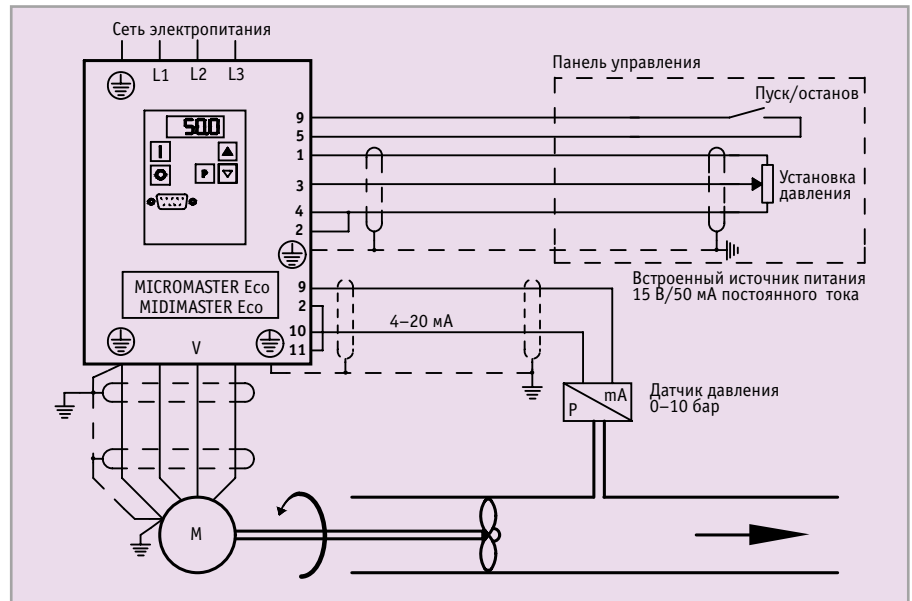 Сеть электропитания
L1 L2 L3
50.0
P
Панель управления
Пуск/останов
9
5
1
3
4
2
Установка
давления
Встроенный источник питания
15 В/50 мА постоянного тока
MICROMASTER Eco
MIDIMASTER Eco
9
2
10
11
4–20 мА
V
P mA
Датчик давления
0–10 бар
M